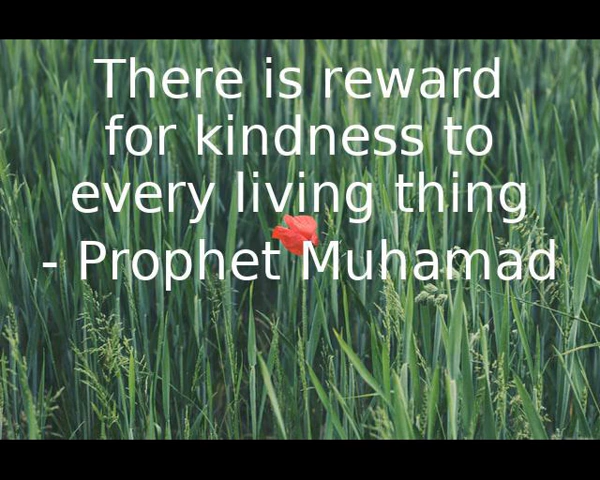 There is reward
for kindness to
every living thing
- Prophet Muhamad